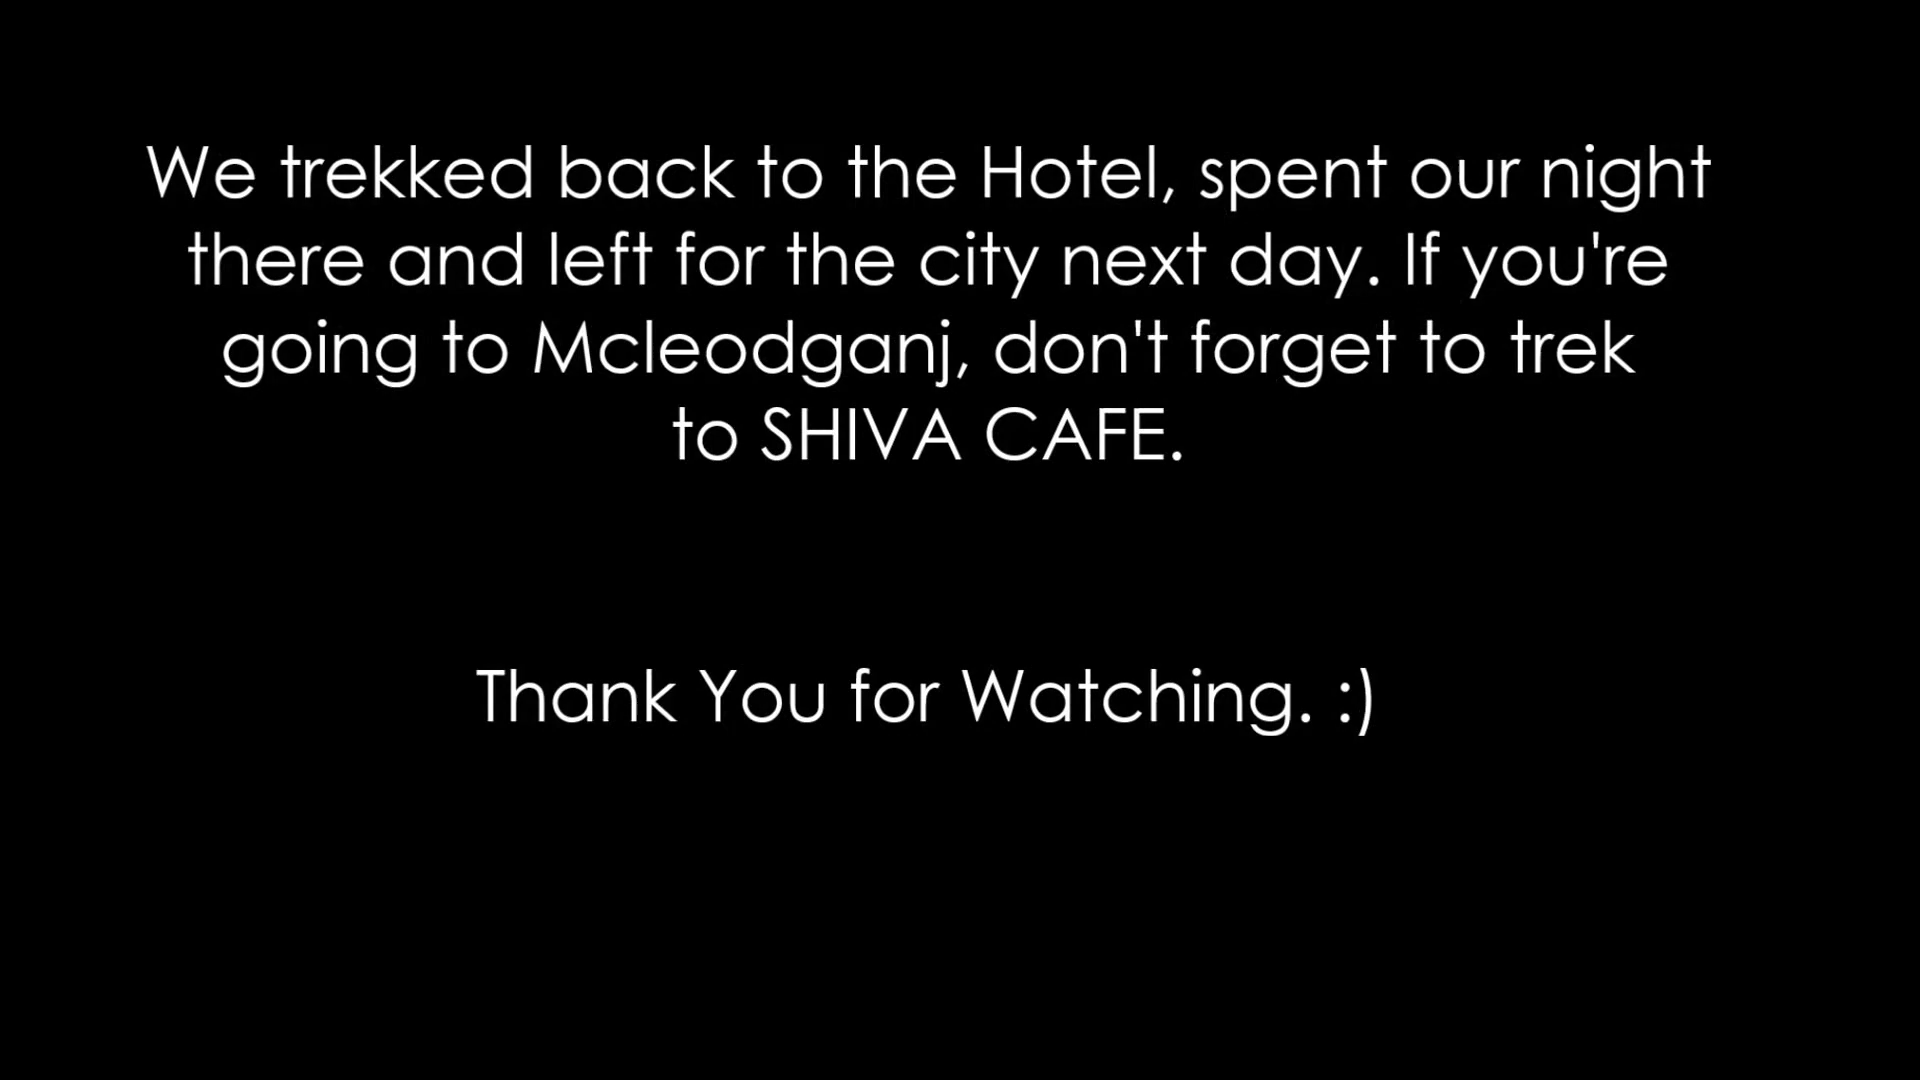 We trekked back to the Hotel, spent our night
there and left for the city next day. If you're
going to Mcleodganj, don't forget to trek
to SHIVA CAFE.
Thank You for Watching. :)